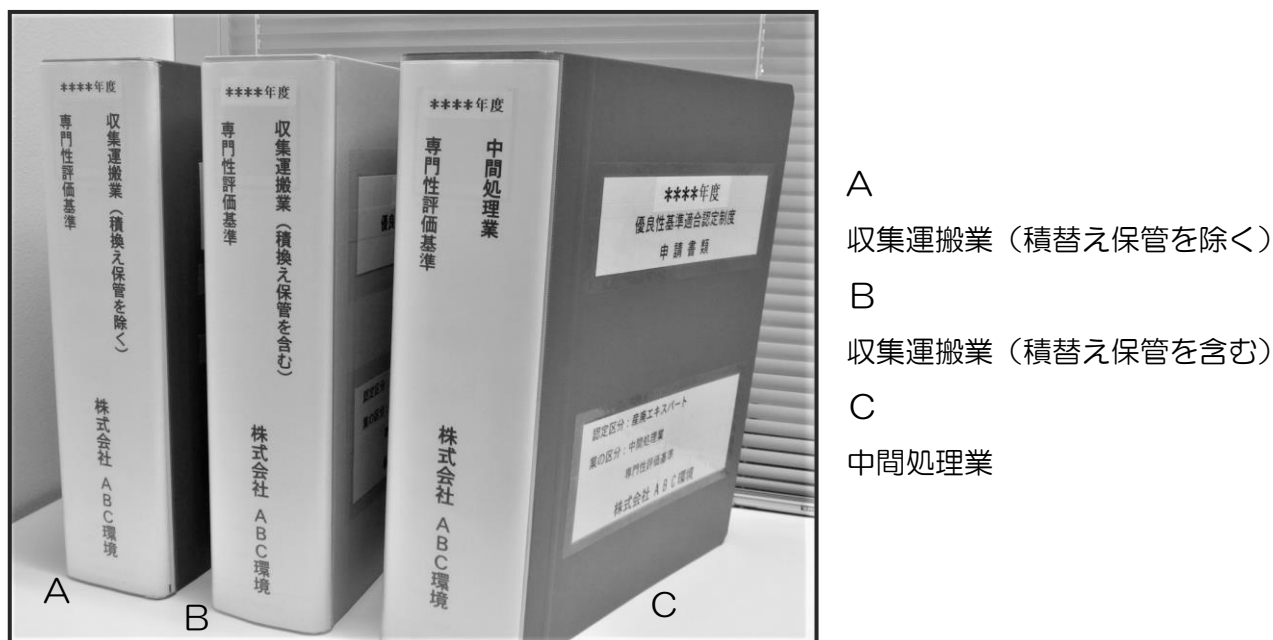 ****年度
収集運搬業（積換え保管を除く）
専門性評価基準
株式会社 ABC環境
A
****年度
収集運搬業（積換え保管を含む）
専門性評価基準
株式会社 ABC環境
B
****年度
中間処理業
専門性評価基準
株式会社 ABC環境
****年度
優良性基準適合認定制度
申請書類
認定区分：産廃エキスパート
業の区分：中間処理業
専門性評価基準
株式会社 ABC環境
C
A
収集運搬業（積替え保管を除く）
B
収集運搬業（積替え保管を含む）
C
中間処理業